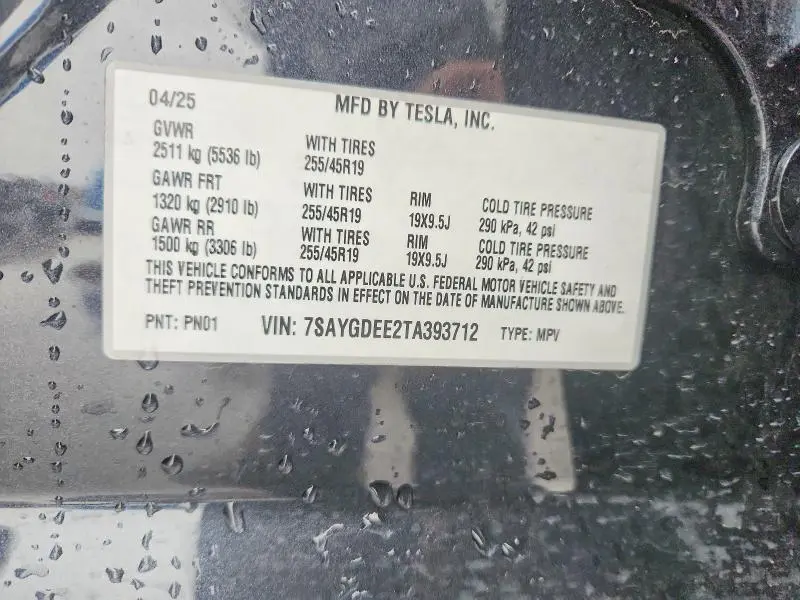 04/25 MFD BY TESLA, INC.
GVWR
2511 kg (5536 lb) WITH TIRES 255/45R19
GAWR FRT
1320 kg (2910 lb) WITH TIRES 255/45R19 RIM 19X9.5J COLD TIRE PRESSURE 290 kPa, 42 psi
GAWR RR
1500 kg (3306 lb) WITH TIRES 255/45R19 RIM 19X9.5J COLD TIRE PRESSURE 290 kPa, 42 psi
THIS VEHICLE CONFORMS TO ALL APPLICABLE U.S. FEDERAL MOTOR VEHICLE SAFETY AND
THEFT PREVENTION STANDARDS IN EFFECT ON THE DATE OF MANUFACTURE SHOWN ABOVE.
PNT: PN01 VIN: 7SAYGDEE2TA393712 TYPE: MPV